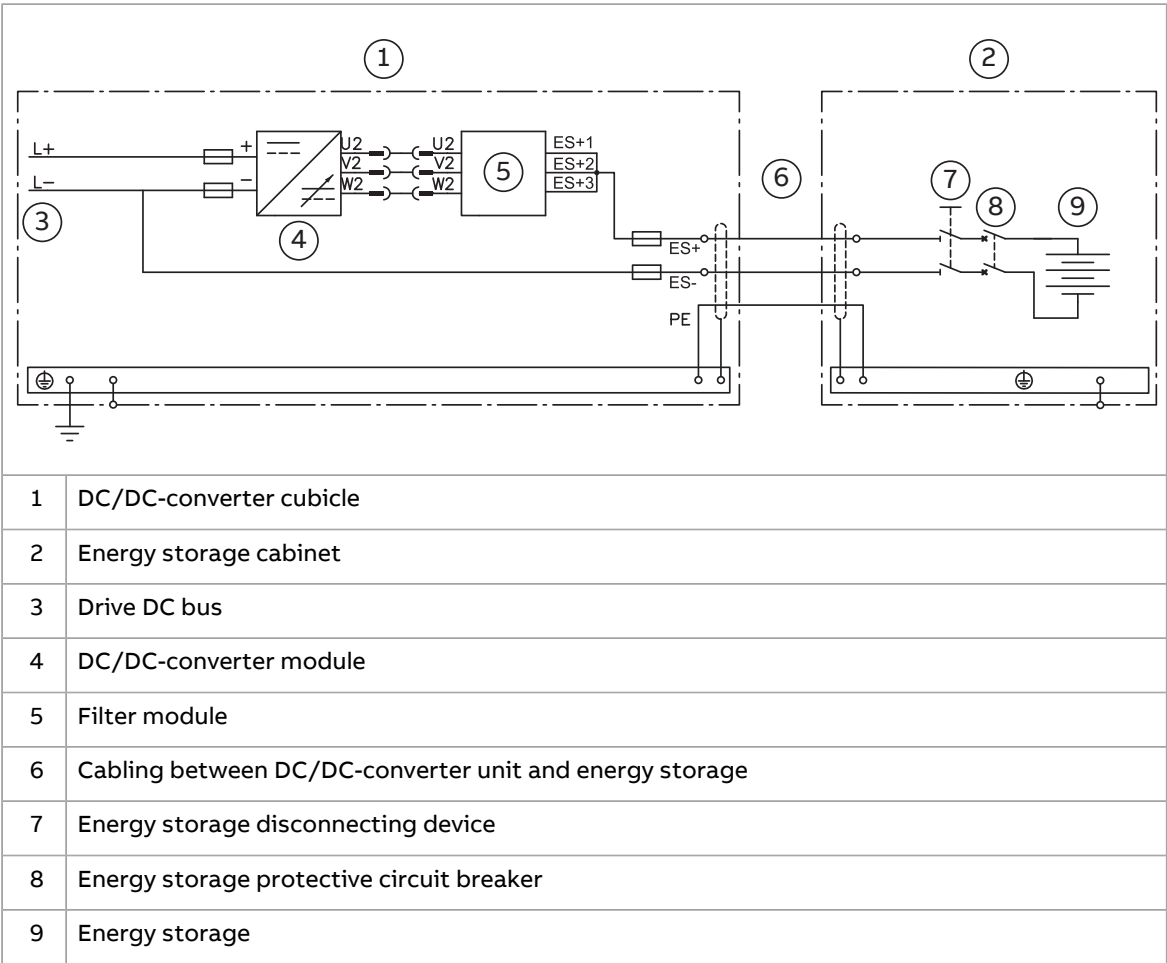 1
2
L+
L−
+
−
U2
V2
W2
U2
V2
W2
ES+1
ES+2
ES+3
3
4
5
6
7
8
9
ES+
ES-
PE
1 DC/DC-converter cubicle
2 Energy storage cabinet
3 Drive DC bus
4 DC/DC-converter module
5 Filter module
6 Cabling between DC/DC-converter unit and energy storage
7 Energy storage disconnecting device
8 Energy storage protective circuit breaker
9 Energy storage